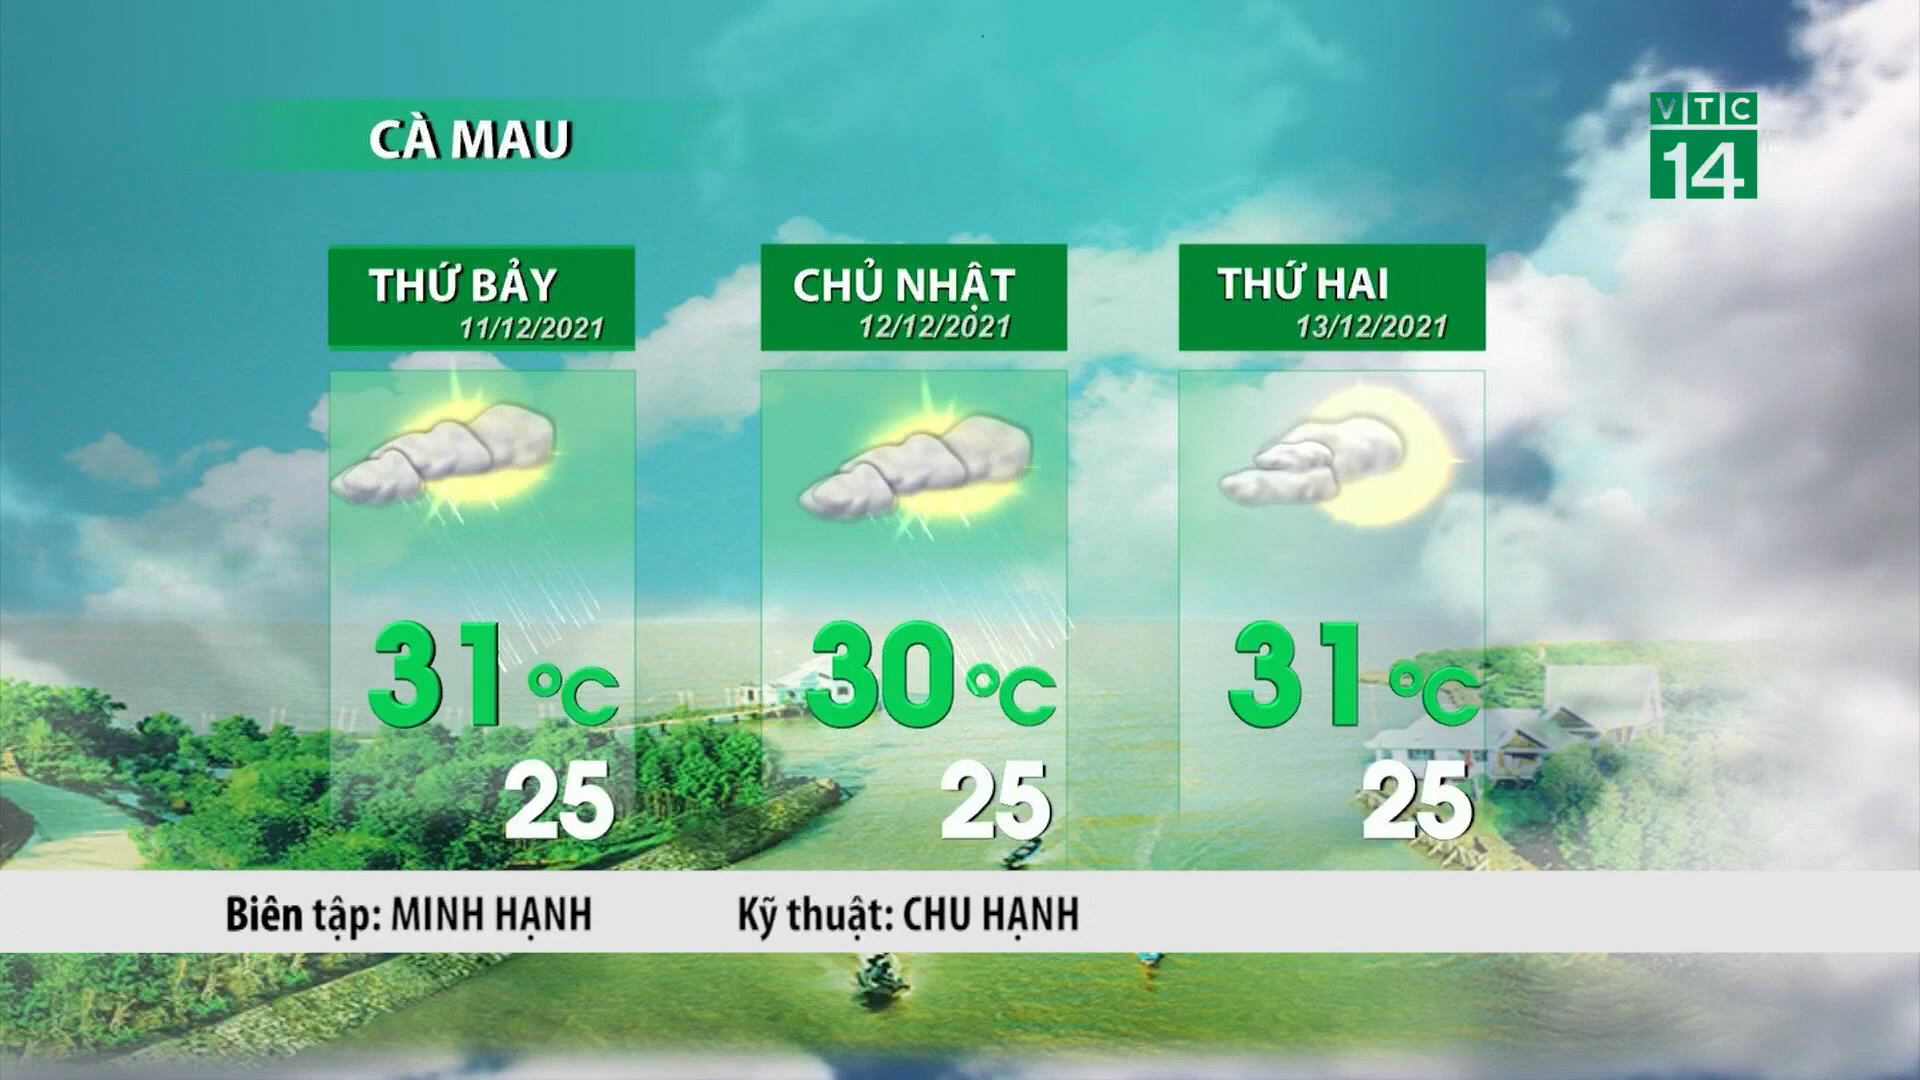 CÀ MAU
VTC
14
HD
THỨ BẢY
11/12/2021
CHỦ NHẬT
12/12/2021
THỨ HAI
13/12/2021
31°C
30°C
31°C
25
25
25
Biên tập: MINH HẠNH
Kỹ thuật: CHU HẠNH